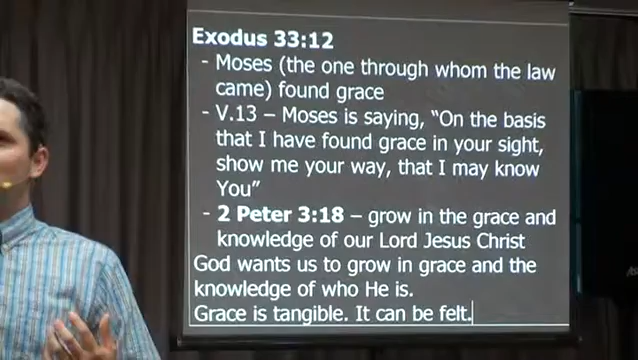 Exodus 33:12
- Moses (the one through whom the law
came) found grace
- V.13 – Moses is saying, “On the basis
that I have found grace in your sight,
show me your way, that I may know
You”
- 2 Peter 3:18 – grow in the grace and
knowledge of our Lord Jesus Christ
God wants us to grow in grace and the
knowledge of who He is.
Grace is tangible. It can be felt.